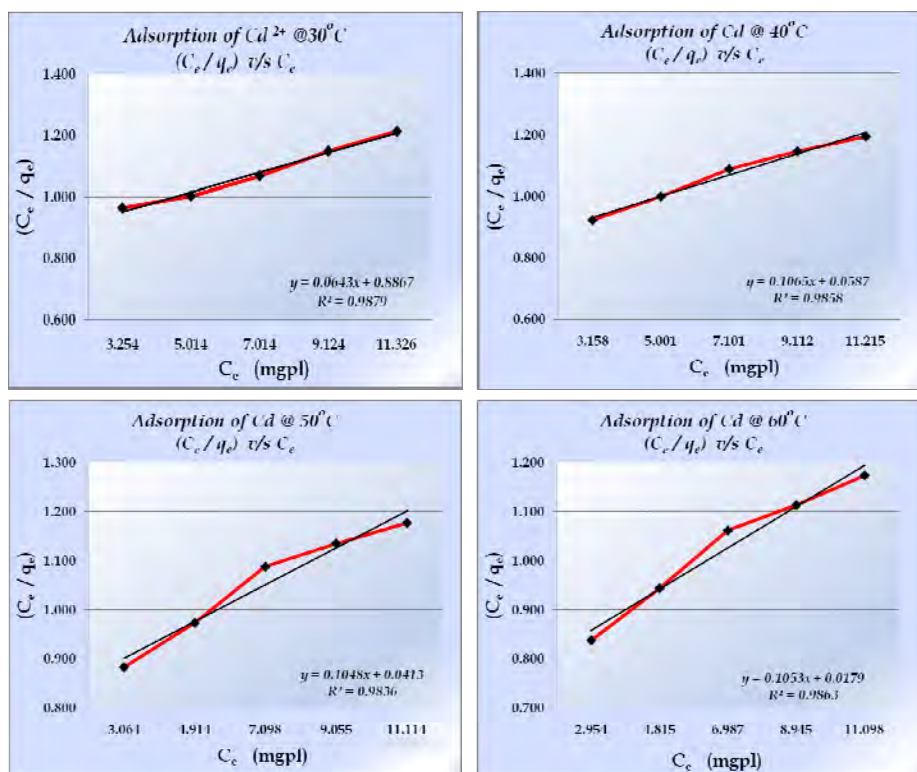 Adsorption of Cd ²⁺ @30°C
(Cₑ / qₑ) v/s Cₑ
1.400
1.200
1.000
0.800
0.600
(Cₑ / qₑ)
y = 0.0643x + 0.8867
R² = 0.9879
3.254 5.014 7.014 9.124 11.326
Cₑ (mgpl)
Adsorption of Cd @ 40°C
(Cₑ / qₑ) v/s Cₑ
1.400
1.200
1.000
0.800
0.600
(Cₑ / qₑ)
y = 0.1065x + 0.0587
R² = 0.9858
3.158 5.001 7.101 9.112 11.215
Cₑ (mgpl)
Adsorption of Cd @ 50°C
(Cₑ / qₑ) v/s Cₑ
1.300
1.200
1.100
1.000
0.900
0.800
(Cₑ / qₑ)
y = 0.1048x + 0.0413
R² = 0.9836
3.061 4.911 7.098 9.055 11.111
Cₑ (mgpl)
Adsorption of Cd @ 60°C
(Cₑ / qₑ) v/s Cₑ
1.200
1.100
1.000
0.900
0.800
0.700
(Cₑ / qₑ)
y = 0.1053x + 0.0179
R² = 0.9863
2.951 4.815 6.987 8.945 11.098
Cₑ (mgpl)